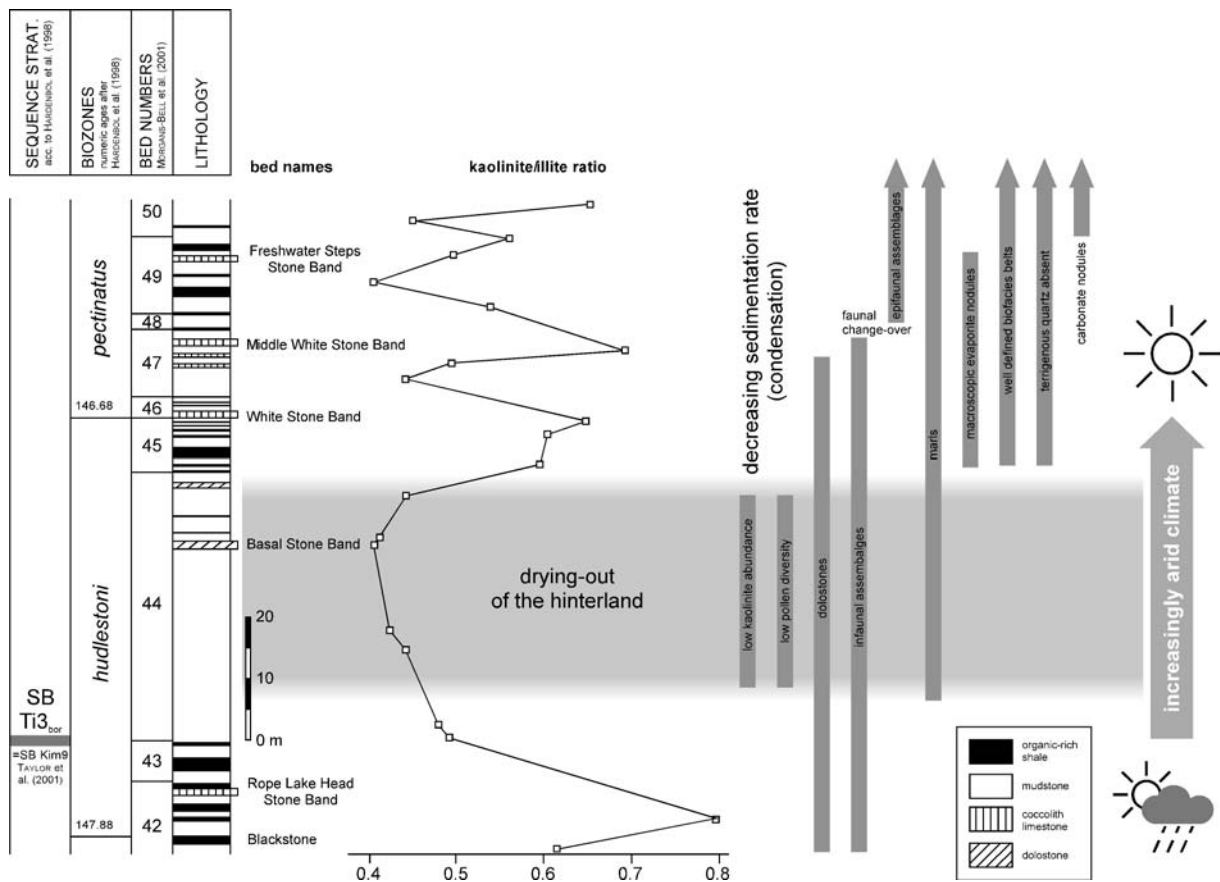 SEQUENCE STRAT.
acc. to HARDENBOL et al. (1998)
BIOZONES
numeric ages after
HARDENBOL et al. (1998)
BED NUMBERS
MORGANS-BELL et al. (2001)
LITHOLOGY
bed names
kaolinite/illite ratio
pectinatus
146.68
hudlestoni
147.88
SB
Ti3bor
=SB Kim9
TAYLOR et
al. (2001)
50
49
48
47
46
45
44
43
42
Freshwater Steps
Stone Band
Middle White Stone Band
White Stone Band
Basal Stone Band
Rope Lake Head
Stone Band
Blackstone
20
10
0 m
0.4
0.5
0.6
0.7
0.8
drying-out
of the hinterland
decreasing sedimentation rate
(condensation)
low kaolinite abundance
low pollen diversity
dolostones
infaunal assembalges
faunal
change-over
epifaunal assemblages
marls
macroscopic evaporite nodules
well defined biofacies belts
terrigenous quartz absent
carbonate nodules
increasingly arid climate
organic-rich
shale
mudstone
coccolith
limestone
dolostone